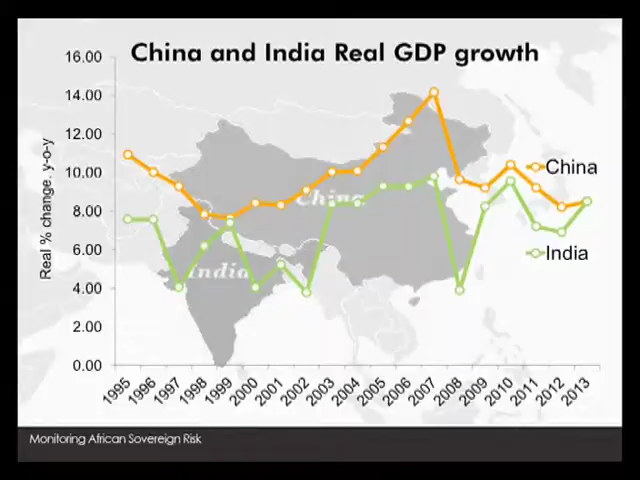 China and India Real GDP growth
Real % change, y-o-y
16.00
14.00
12.00
10.00
8.00
6.00
4.00
2.00
0.00
China
India
China
India
1995 1996 1997 1998 1999 2000 2001 2002 2003 2004 2005 2006 2007 2008 2009 2010 2011 2012 2013
Monitoring African Sovereign Risk